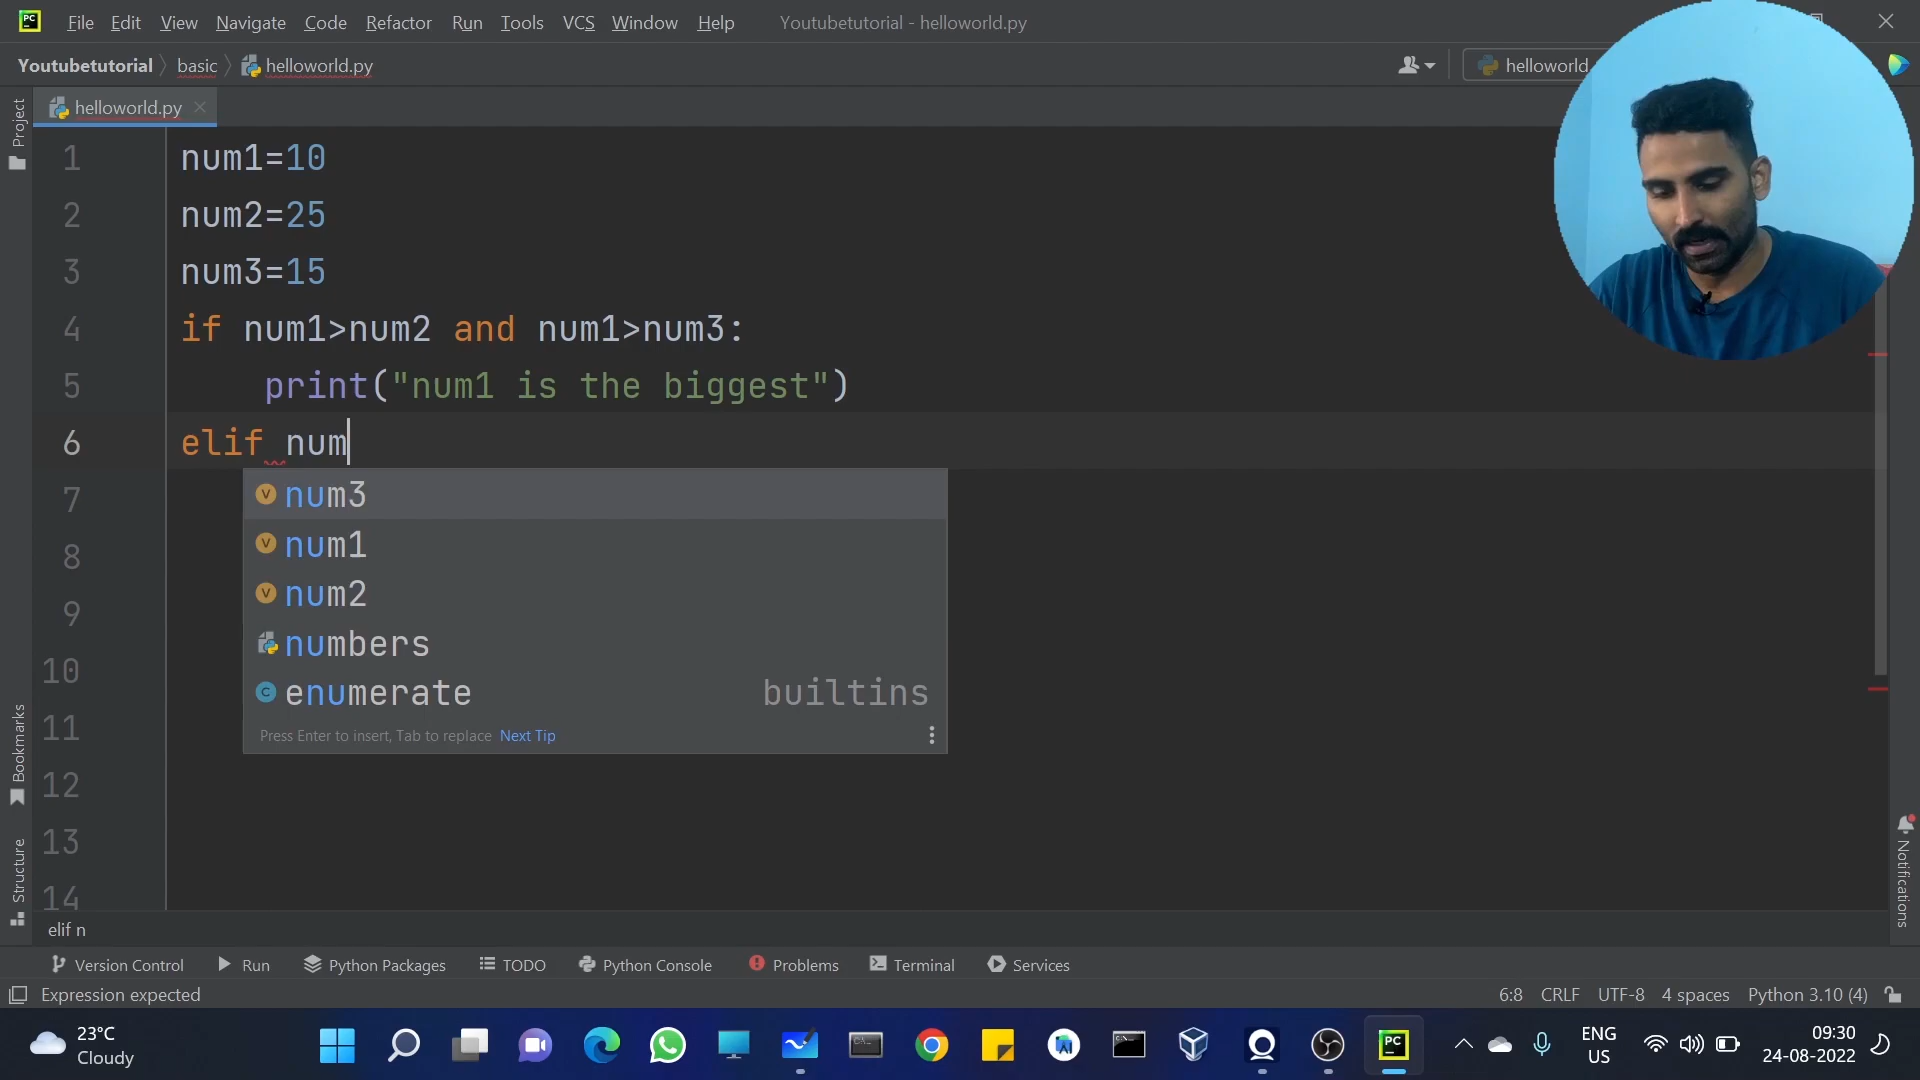 PC File Edit View Navigate Code Refactor Run Tools VCS Window Help Youtubetutorial - helloworld.py
Youtubetutorial basic helloworld.py helloworld
helloworld.py
Project
1 num1=10
2 num2=25
3 num3=15
4 if num1>num2 and num1>num3:
5 print("num1 is the biggest")
6 elif num
7 num3
8 num1
9 num2
numbers
10 enumerate builtins
11 Press Enter to insert, Tab to replace Next Tip
12
13
14
Bookmarks
Structure
Notifications
elif n
Version Control Run Python Packages TODO Python Console Problems Terminal Services
Expression expected 6:8 CRLF UTF-8 4 spaces Python 3.10 (4)
23°C
Cloudy
PC
ENG
US
09:30
24-08-2022